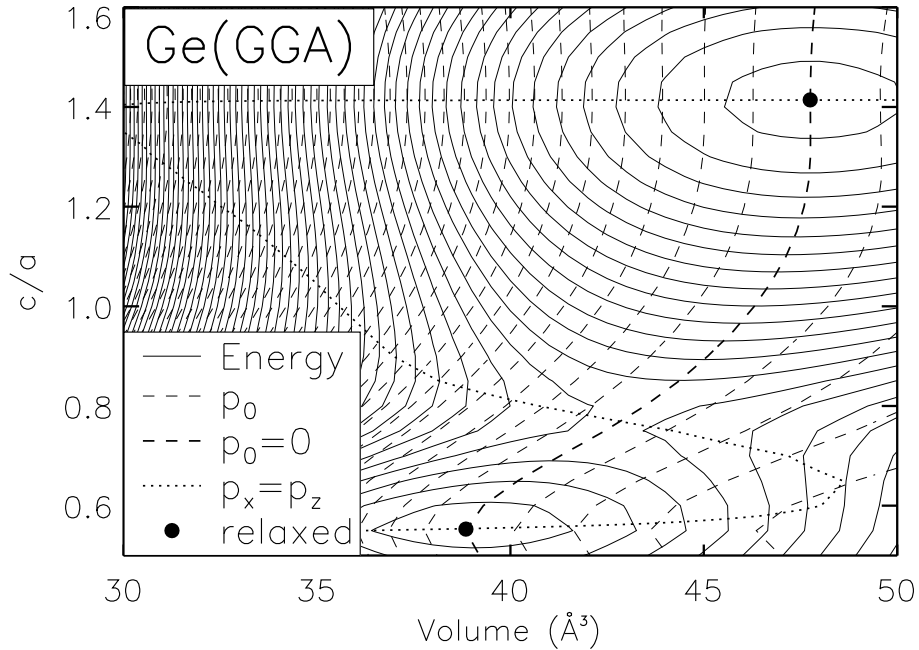 Ge(GGA)
1.6
1.4
1.2
1.0
0.8
0.6
c/a
Energy
p₀
p₀=0
pₓ=p_z
relaxed
30 35 40 45 50
Volume (Å³)